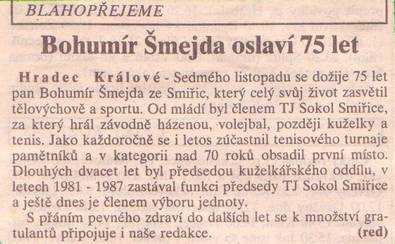 BLAHOPŘEJEME
Bohumír Šmejda oslaví 75 let
Hradec Králové - Sedmého listopadu se dožije 75 let
pan Bohumír Šmejda ze Smiřic, který celý svůj život zasvětil
tělovýchově a sportu. Od mládí byl členem TJ Sokol Smiřice,
za který hrál závodně házenou, volejbal, později kuželky a
tenis. Jako každoročně se i letos zúčastnil tenisového turnaje
pamětníků a v kategorii nad 70 roků obsadil první místo.
Dlouhých dvacet let byl předsedou kuželkářského oddílu, v
letech 1981 - 1987 zastával funkci předsedy TJ Sokol Smiřice
a ještě dnes je členem výboru jednoty.
S přáním pevného zdraví do dalších let se k množství gra-
tulantů připojuje i naše redakce. (red)